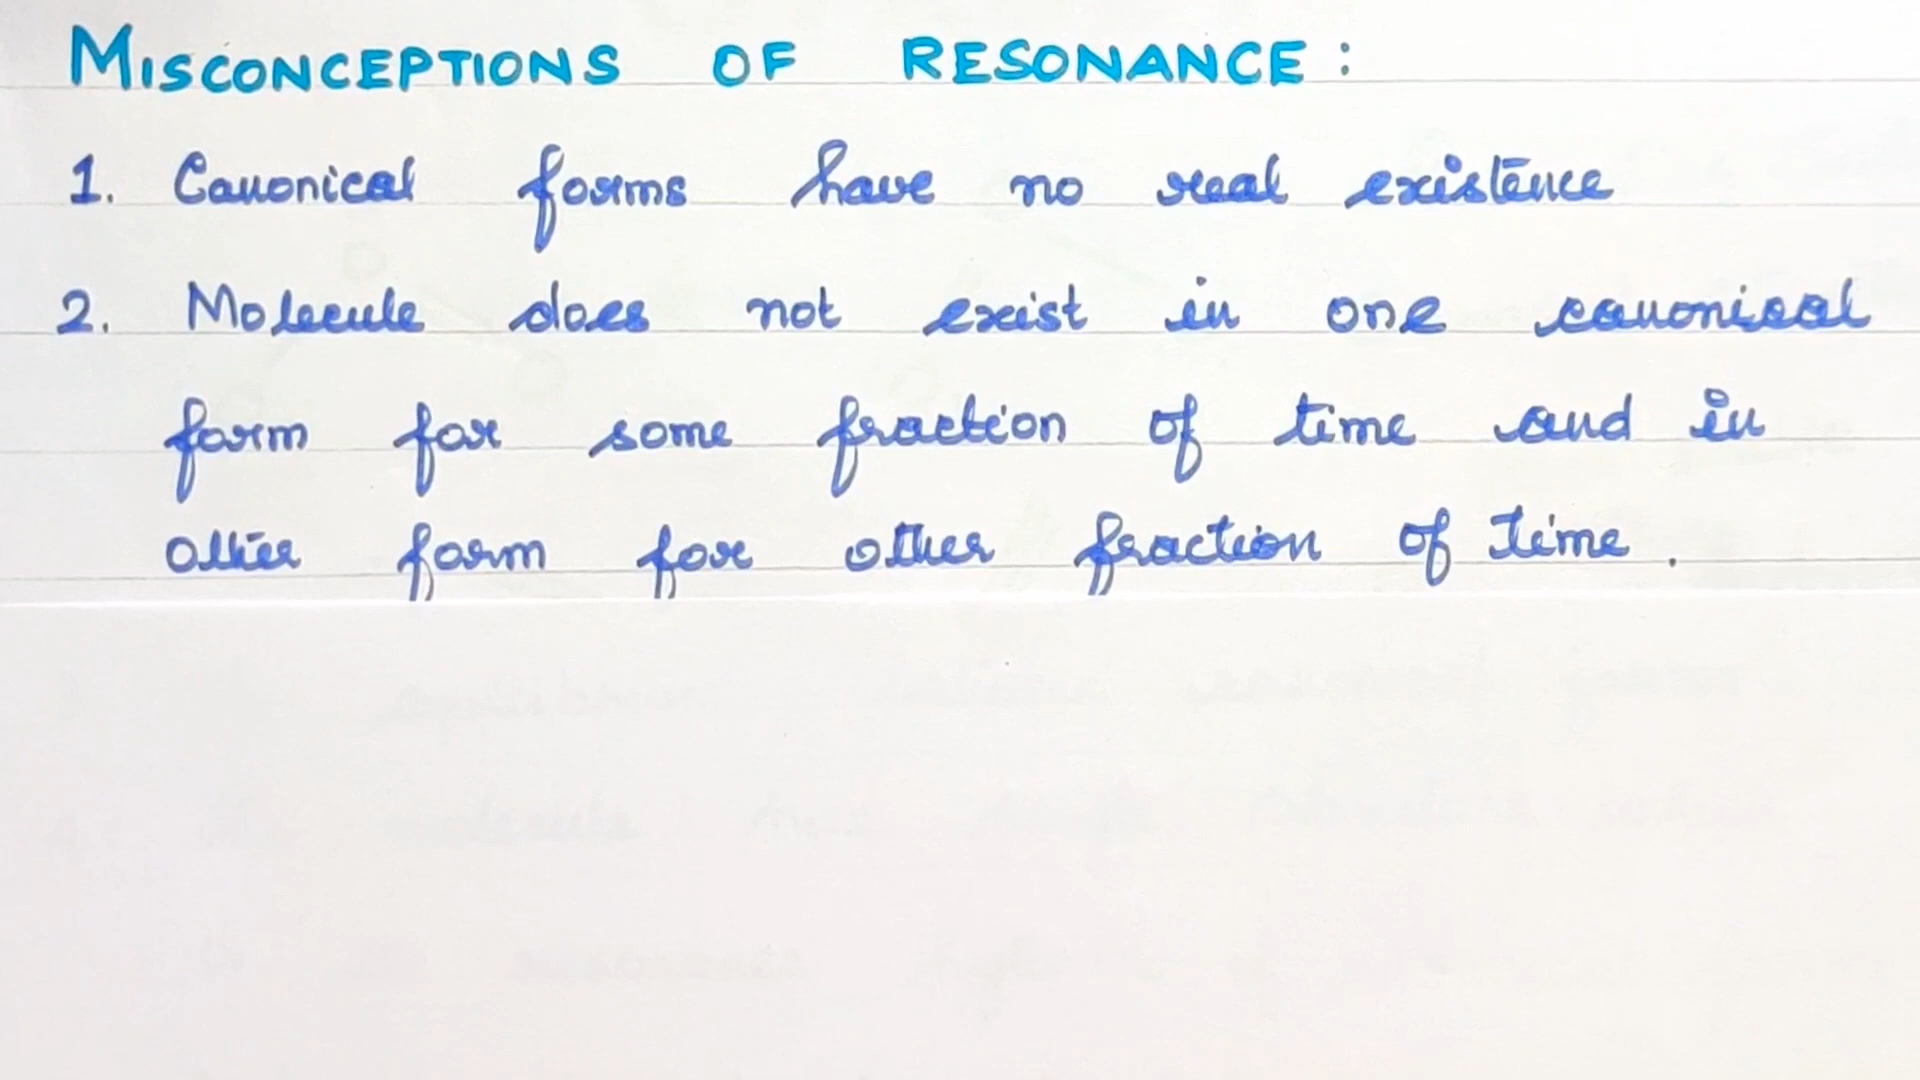 MISCONCEPTIONS OF RESONANCE:
1. Canonical forms have no real existence
2. Molecule does not exist in one canonical
form for some fraction of time and in
other form for other fraction of time.